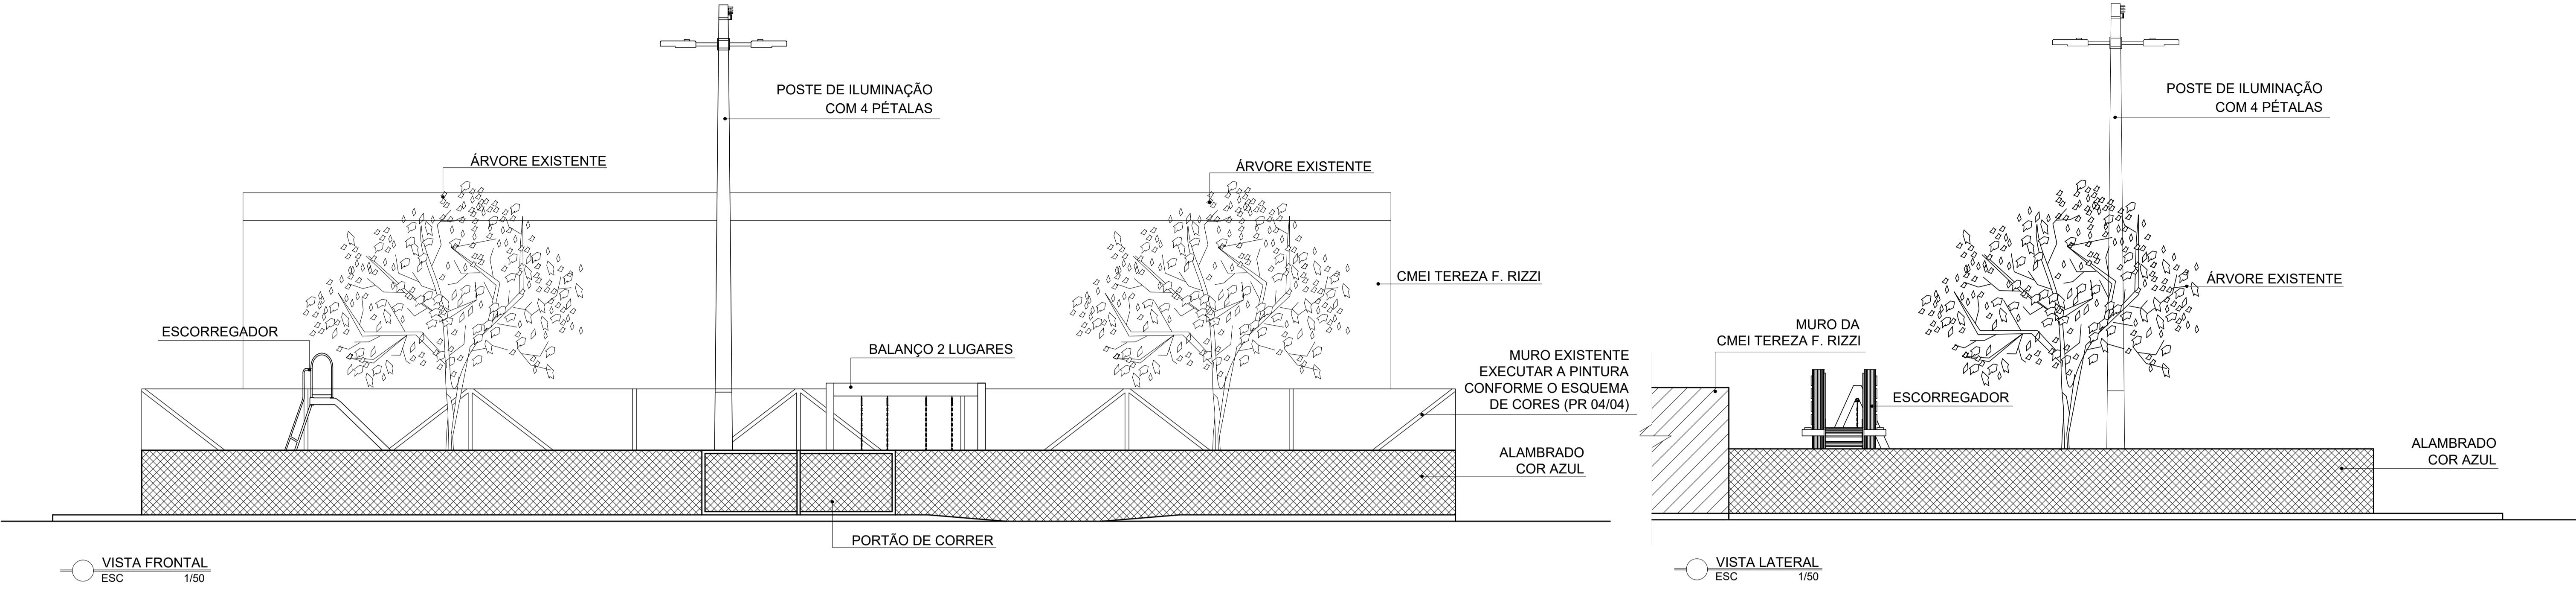 POSTE DE ILUMINAÇÃO
COM 4 PÉTALAS
ÁRVORE EXISTENTE
ÁRVORE EXISTENTE
CMEI TEREZA F. RIZZI
ESCORREGADOR
BALANÇO 2 LUGARES
MURO EXISTENTE
EXECUTAR A PINTURA
CONFORME O ESQUEMA
DE CORES (PR 04/04)
ALAMBRADO
COR AZUL
PORTÃO DE CORRER
VISTA FRONTAL
ESC 1/50
POSTE DE ILUMINAÇÃO
COM 4 PÉTALAS
ÁRVORE EXISTENTE
MURO DA
CMEI TEREZA F. RIZZI
ESCORREGADOR
ALAMBRADO
COR AZUL
VISTA LATERAL
ESC 1/50